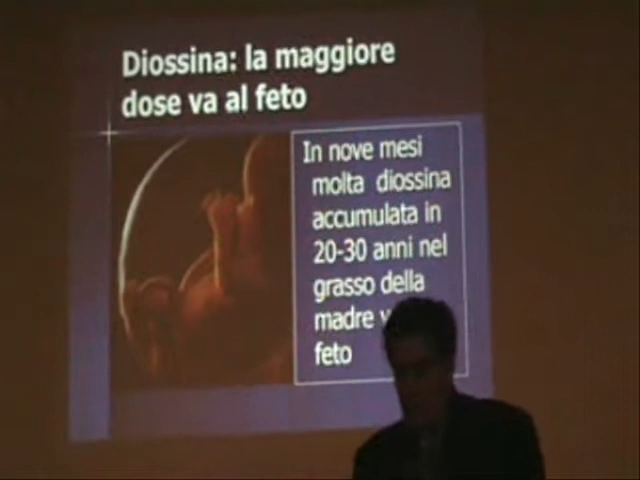 Diossina: la maggiore
dose va al feto
In nove mesi
molta diossina
accumulata in
20-30 anni nel
grasso della
madre
feto